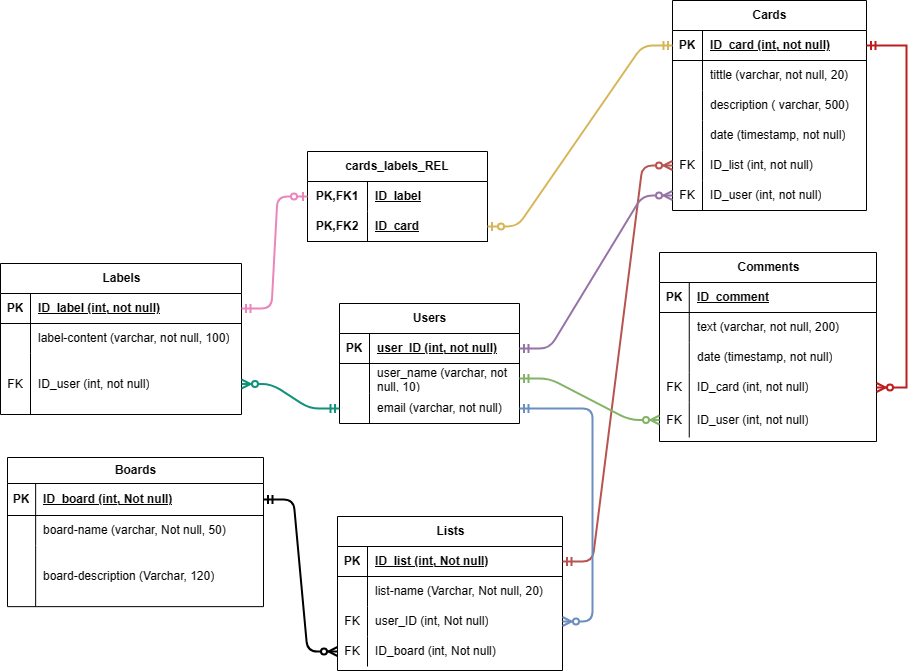 Cards
PK ID_card (int, not null)
tittle (varchar, not null, 20)
description ( varchar, 500)
date (timestamp, not null)
FK ID_list (int, not null)
FK ID_user (int, not null)
cards_labels_REL
PK,FK1 ID_label
PK,FK2 ID_card
Labels
PK ID_label (int, not null)
label-content (varchar, not null, 100)
FK ID_user (int, not null)
Users
PK user_ID (int, not null)
user_name (varchar, not
null, 10)
email (varchar, not null)
Comments
PK ID_comment
text (varchar, not null, 200)
date (timestamp, not null)
FK ID_card (int, not null)
FK ID_user (int, not null)
Boards
PK ID_board (int, Not null)
board-name (varchar, Not null, 50)
board-description (Varchar, 120)
Lists
PK ID_list (int, Not null)
list-name (Varchar, Not null, 20)
FK user_ID (int, Not null)
FK ID_board (int, Not null)